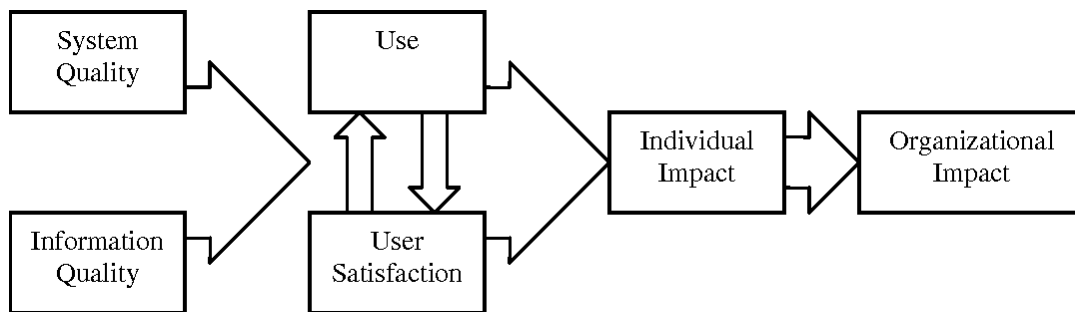 System
Quality
Information
Quality
Use
User
Satisfaction
Individual
Impact
Organizational
Impact